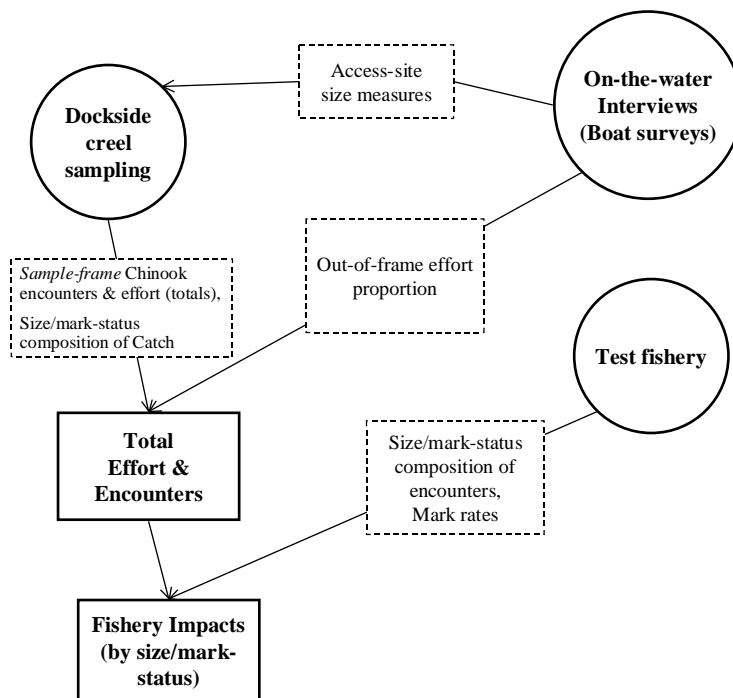 Access-site
size measures
On-the-water
Interviews
(Boat surveys)
Dockside
creel
sampling
Sample-frame Chinook
encounters & effort (totals),
Size/mark-status
composition of Catch
Out-of-frame effort
proportion
Test fishery
Total
Effort &
Encounters
Size/mark-status
composition of
encounters,
Mark rates
Fishery Impacts
(by size/mark-
status)